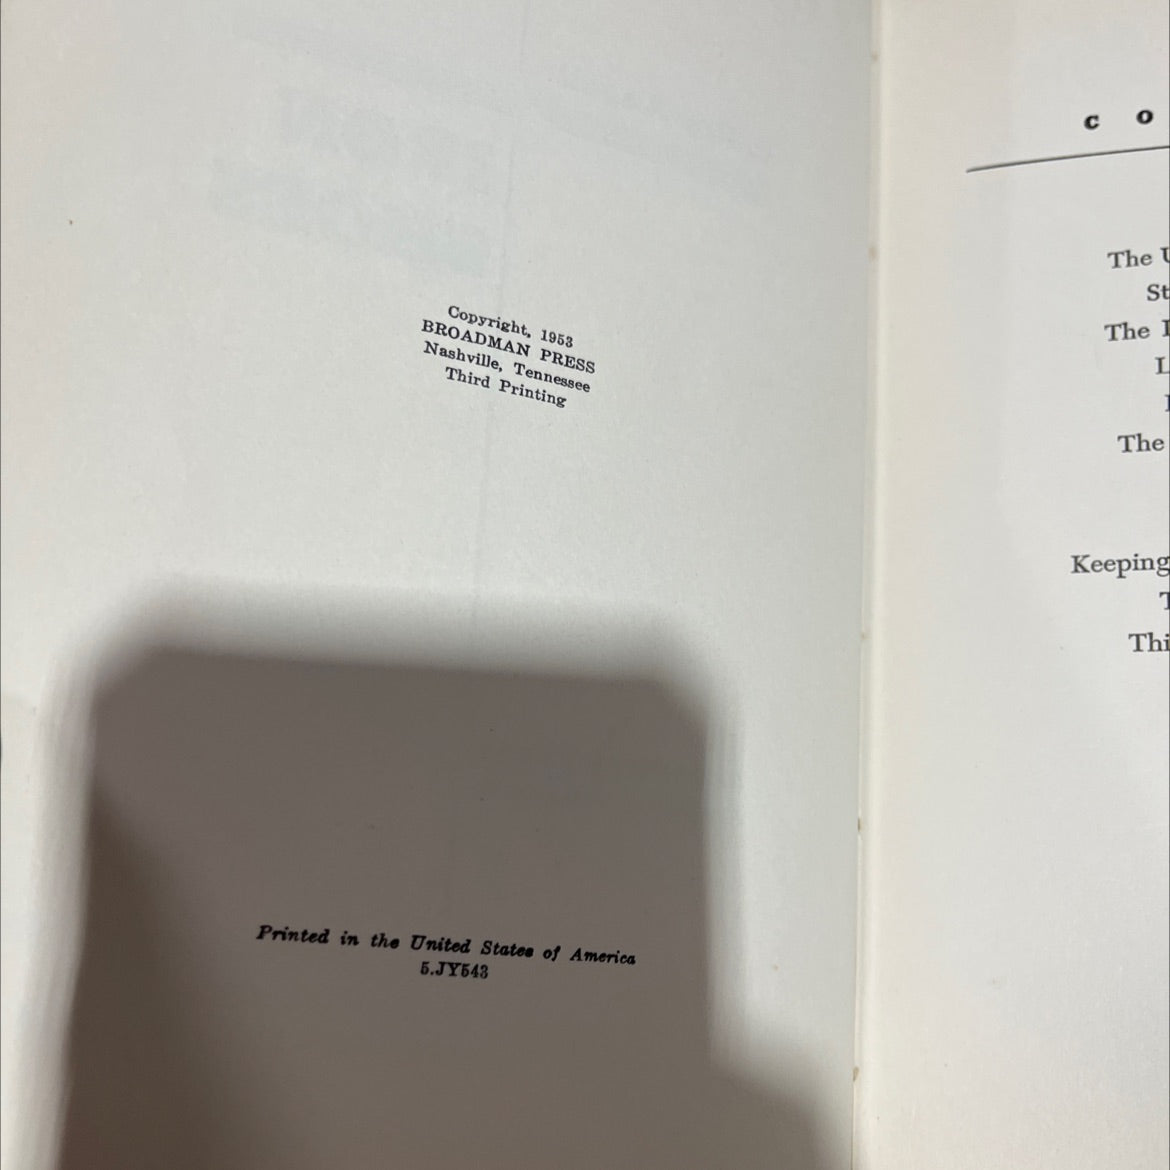 Copyright, 1953
BROADMAN PRESS
Nashville, Tennessee
Third Printing
Printed in the United States of America
5.JY543
C O
The
St
The
The
Keeping
Thi